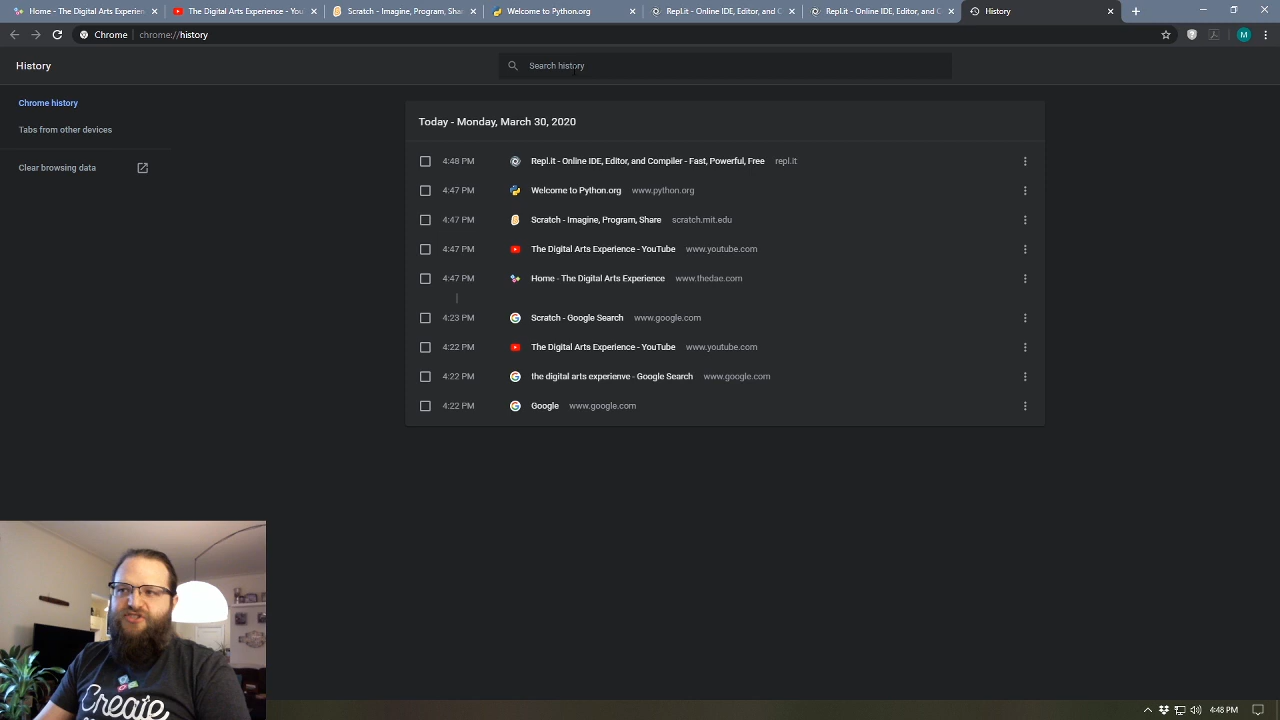 Home - The Digital Arts Experien
The Digital Arts Experience - You
Scratch - Imagine, Program, Sha
Welcome to Python.org
Repl.it - Online IDE, Editor, and C
Repl.it - Online IDE, Editor, and C
History
Chrome | chrome://history
M
History
Search history
Chrome history
Tabs from other devices
Clear browsing data
Today - Monday, March 30, 2020
4:48 PM Repl.it - Online IDE, Editor, and Compiler - Fast, Powerful, Free repl.it
4:47 PM Welcome to Python.org www.python.org
4:47 PM Scratch - Imagine, Program, Share scratch.mit.edu
4:47 PM The Digital Arts Experience - YouTube www.youtube.com
4:47 PM Home - The Digital Arts Experience www.thedae.com
4:23 PM Scratch - Google Search www.google.com
4:22 PM The Digital Arts Experience - YouTube www.youtube.com
4:22 PM the digital arts experienve - Google Search www.google.com
4:22 PM Google www.google.com
Create
4:48 PM